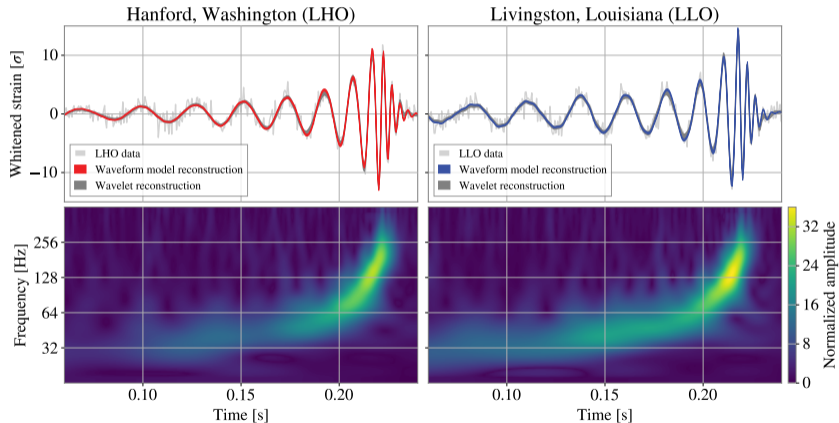 Hanford, Washington (LHO)
Livingston, Louisiana (LLO)
Whitened strain [σ]
10
0
−10
LHO data
Waveform model reconstruction
Wavelet reconstruction
LLO data
Waveform model reconstruction
Wavelet reconstruction
Frequency [Hz]
256
128
64
32
0.10
0.15
0.20
Time [s]
0.10
0.15
0.20
Time [s]
32
24
16
8
0
Normalized amplitude